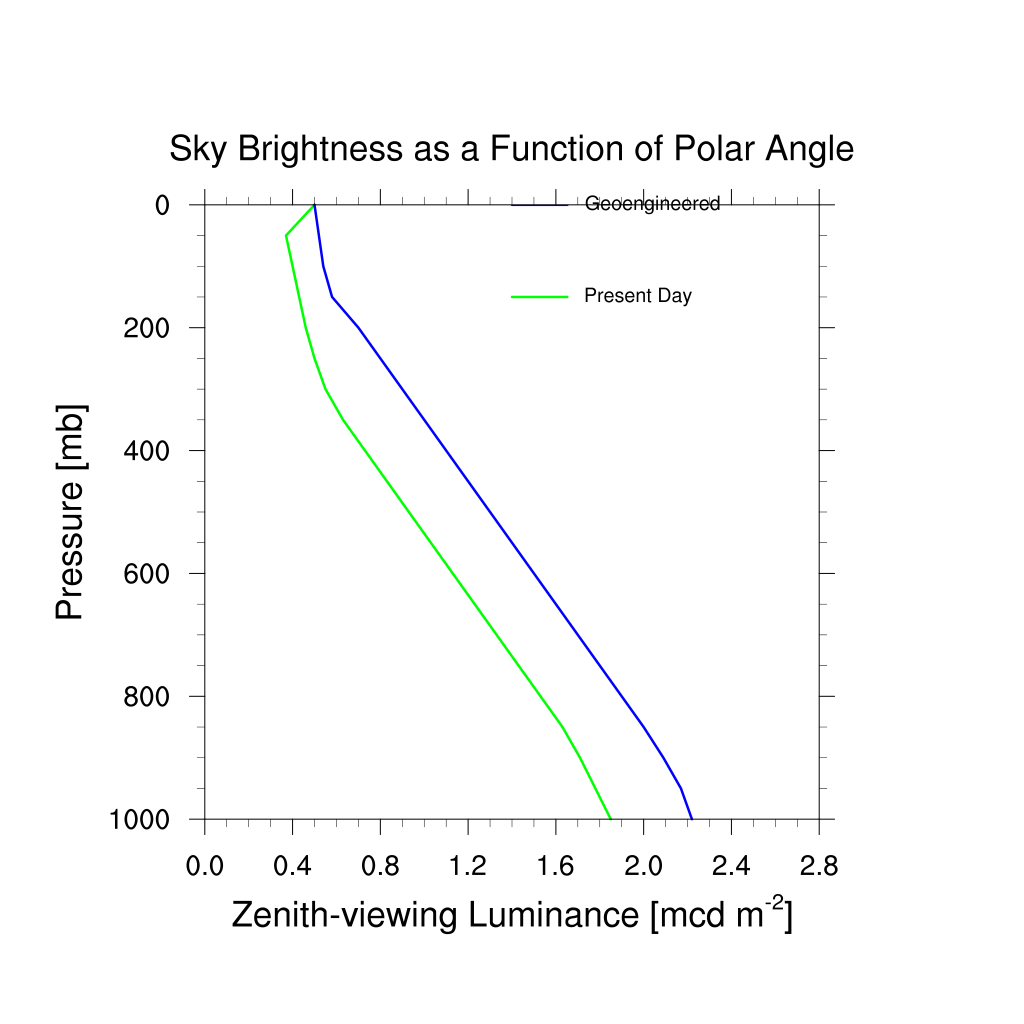 Sky Brightness as a Function of Polar Angle
0
Geoengineered
Present Day
200
400
600
800
1000
Pressure [mb]
0.0 0.4 0.8 1.2 1.6 2.0 2.4 2.8
Zenith-viewing Luminance [mcd m⁻²]